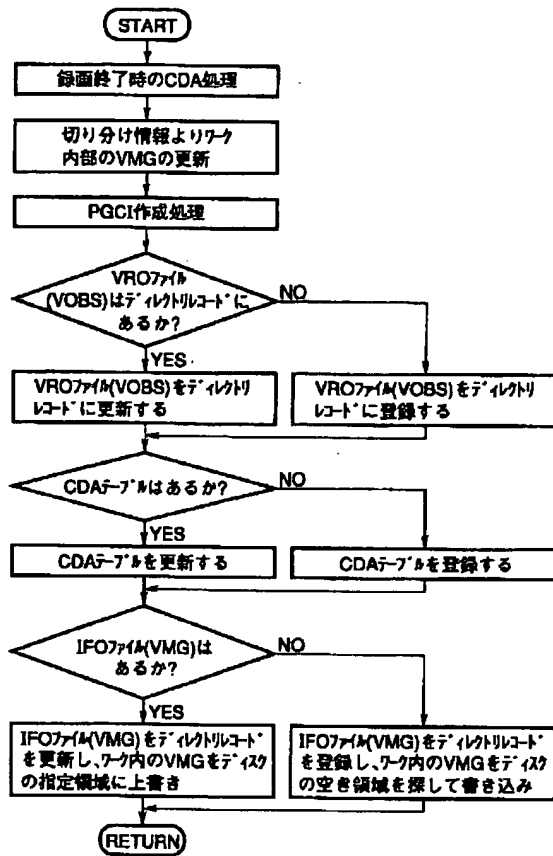 START
録画終了時のCDA処理
切り分け情報よりワーク
内部のVMGの更新
PGCI作成処理
VROファイル
(VOBS)はディレクトリレコードに
あるか?
NO
YES
VROファイル(VOBS)をディレクトリ
レコードに更新する
VROファイル(VOBS)をディレクトリ
レコードに登録する
CDAテーブルはあるか?
NO
YES
CDAテーブルを更新する
CDAテーブルを登録する
IFOファイル(VMG)は
あるか?
NO
YES
IFOファイル(VMG)をディレクトリレコード
を更新し、ワーク内のVMGをディスク
の指定領域に上書き
IFOファイル(VMG)をディレクトリレコード
を登録し、ワーク内のVMGをディスク
の空き領域を探して書き込み
RETURN